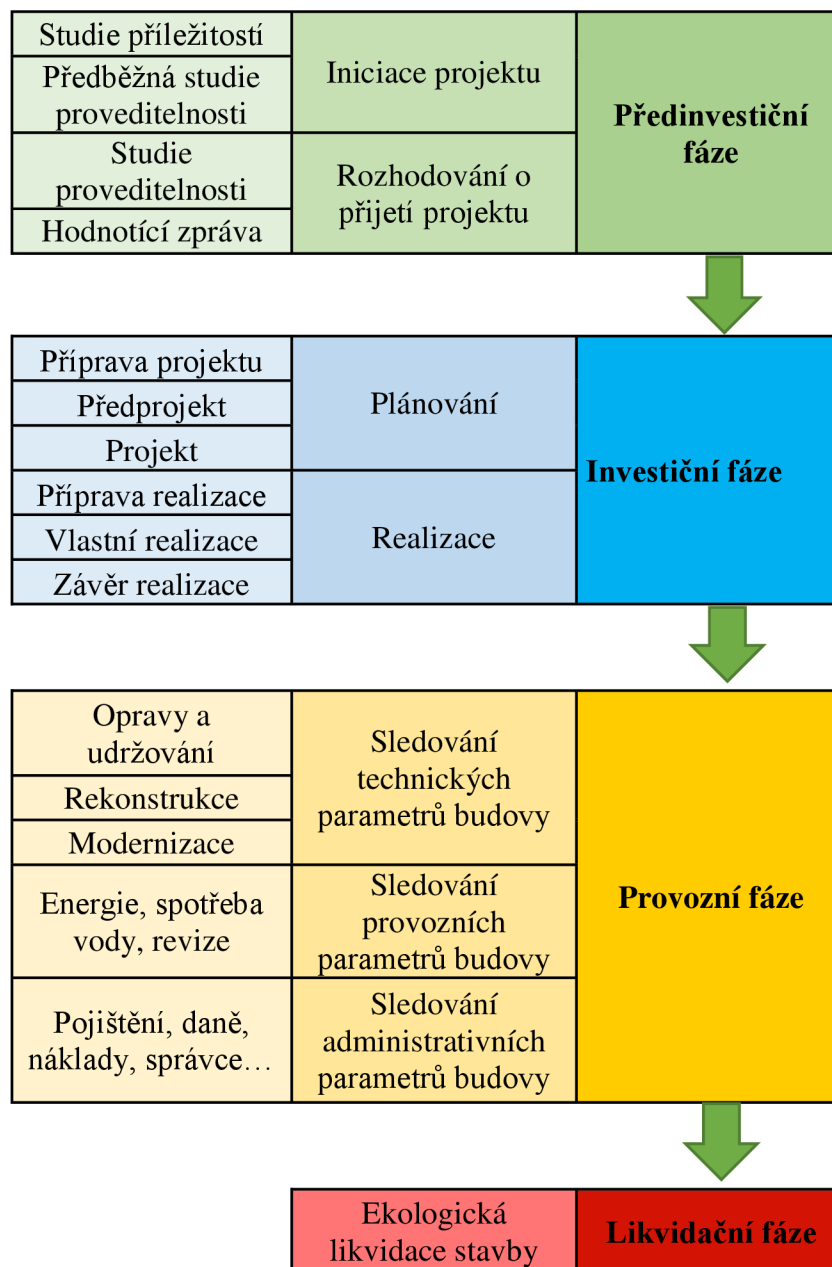 Studie příležitostí
Předběžná studie
proveditelnosti
Iniciace projektu
Studie
proveditelnosti
Hodnotící zpráva
Rozhodování o
přijetí projektu
Předinvestiční
fáze
Příprava projektu
Předprojekt
Projekt
Plánování
Příprava realizace
Vlastní realizace
Závěr realizace
Realizace
Investiční fáze
Opravy a
udržování
Rekonstrukce
Modernizace
Sledování
technických
parametrů budovy
Energie, spotřeba
vody, revize
Sledování
provozních
parametrů budovy
Pojištění, daně,
náklady, správce…
Sledování
administrativních
parametrů budovy
Provozní fáze
Ekologická
likvidace stavby
Likvidační fáze